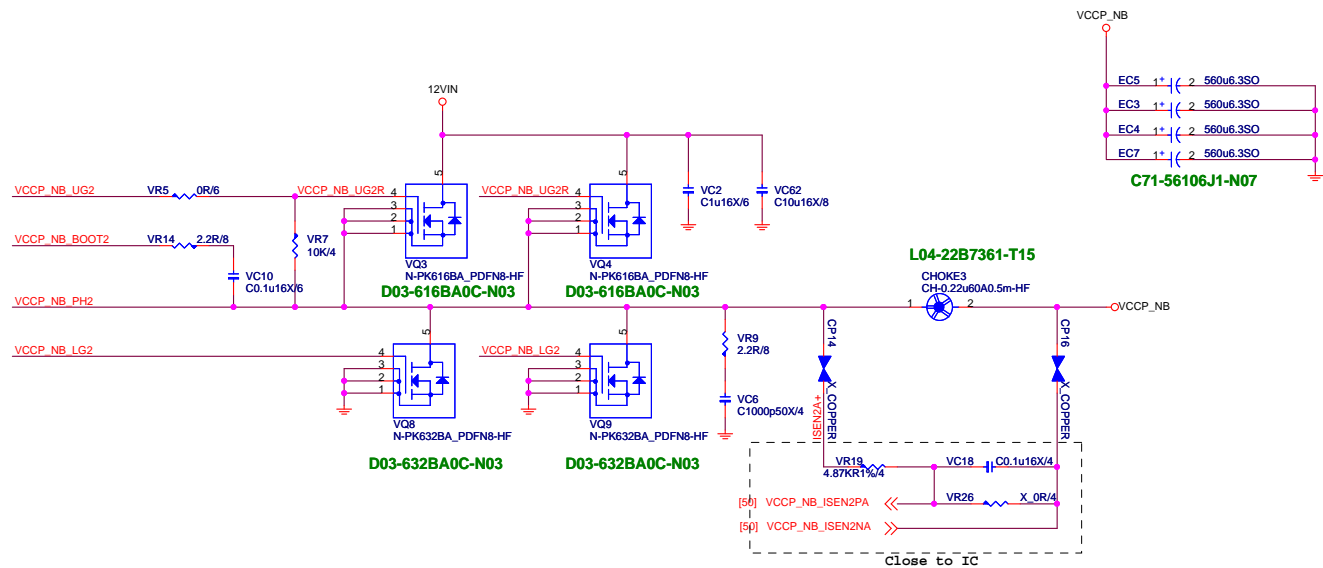 VCCP_NB
EC5 1 + 2 560u6.3SO
EC3 1 + 2 560u6.3SO
EC4 1 + 2 560u6.3SO
EC7 1 + 2 560u6.3SO
C71-56106J1-N07
12VIN
VCCP_NB_UG2 VR5 0R/6 VCCP_NB_UG2R
VCCP_NB_BOOT2 VR14 2.2R/8
VR7
10K/4
VC10
C0.1u16X/6
5
4
3
2
1
VQ3
N-PK616BA_PDFN8-HF
D03-616BA0C-N03
VCCP_NB_UG2R
5
4
3
2
1
VQ4
N-PK616BA_PDFN8-HF
D03-616BA0C-N03
VC2
C1u16X/6
VC62
C10u16X/8
VCCP_NB_PH2
L04-22B7361-T15
CHOKE3
CH-0.22u60A0.5m-HF
1 2
VCCP_NB
VCCP_NB_LG2
5
4
3
2
1
VQ8
N-PK632BA_PDFN8-HF
D03-632BA0C-N03
VCCP_NB_LG2
5
4
3
2
1
VQ9
N-PK632BA_PDFN8-HF
D03-632BA0C-N03
VR9
2.2R/8
VC6
C1000p50X/4
CP14
X_COPPER
ISEN2A+
CP16
X_COPPER
VR19
4.87KR1%/4
VC18 C0.1u16X/4
VR26 X_0R/4
[50] VCCP_NB_ISEN2PA
[50] VCCP_NB_ISEN2NA
Close to IC